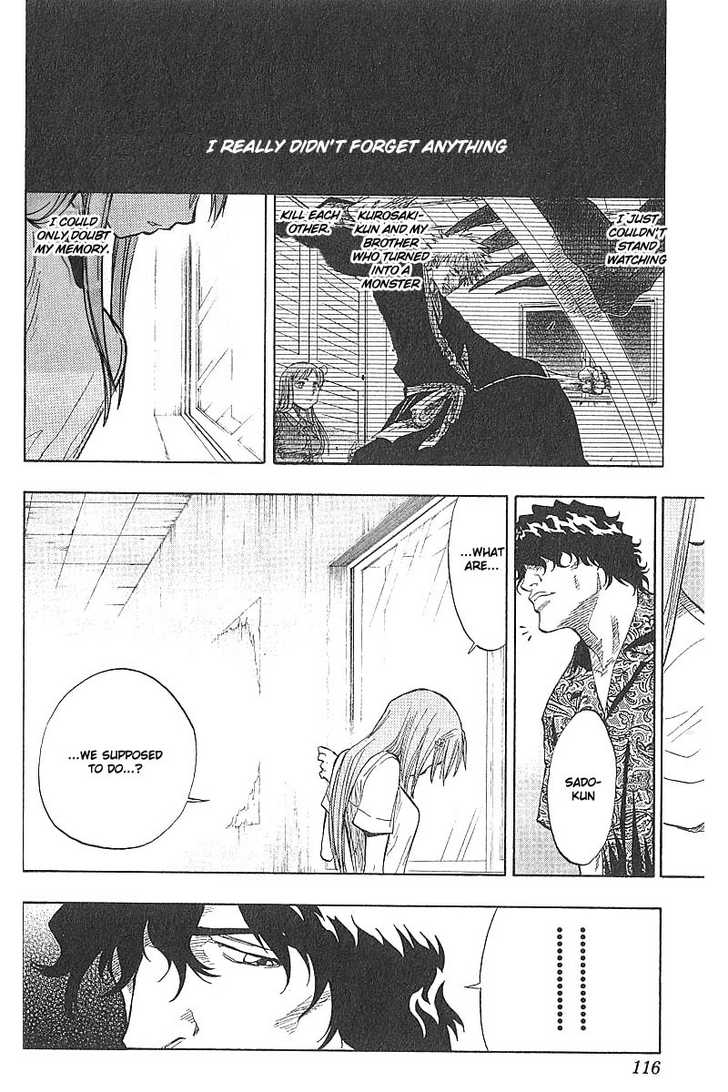 I REALLY DIDN'T FORGET ANYTHING
I JUST
COULDN'T
STAND
WATCHING
KUROSAKI-
KUN AND MY
BROTHER
WHO TURNED
INTO A
MONSTER
KILL EACH
OTHER.
I COULD
ONLY DOUBT
MY MEMORY.
SADO-
KUN
...WHAT
ARE...
...WE SUPPOSED
TO DO...?
116